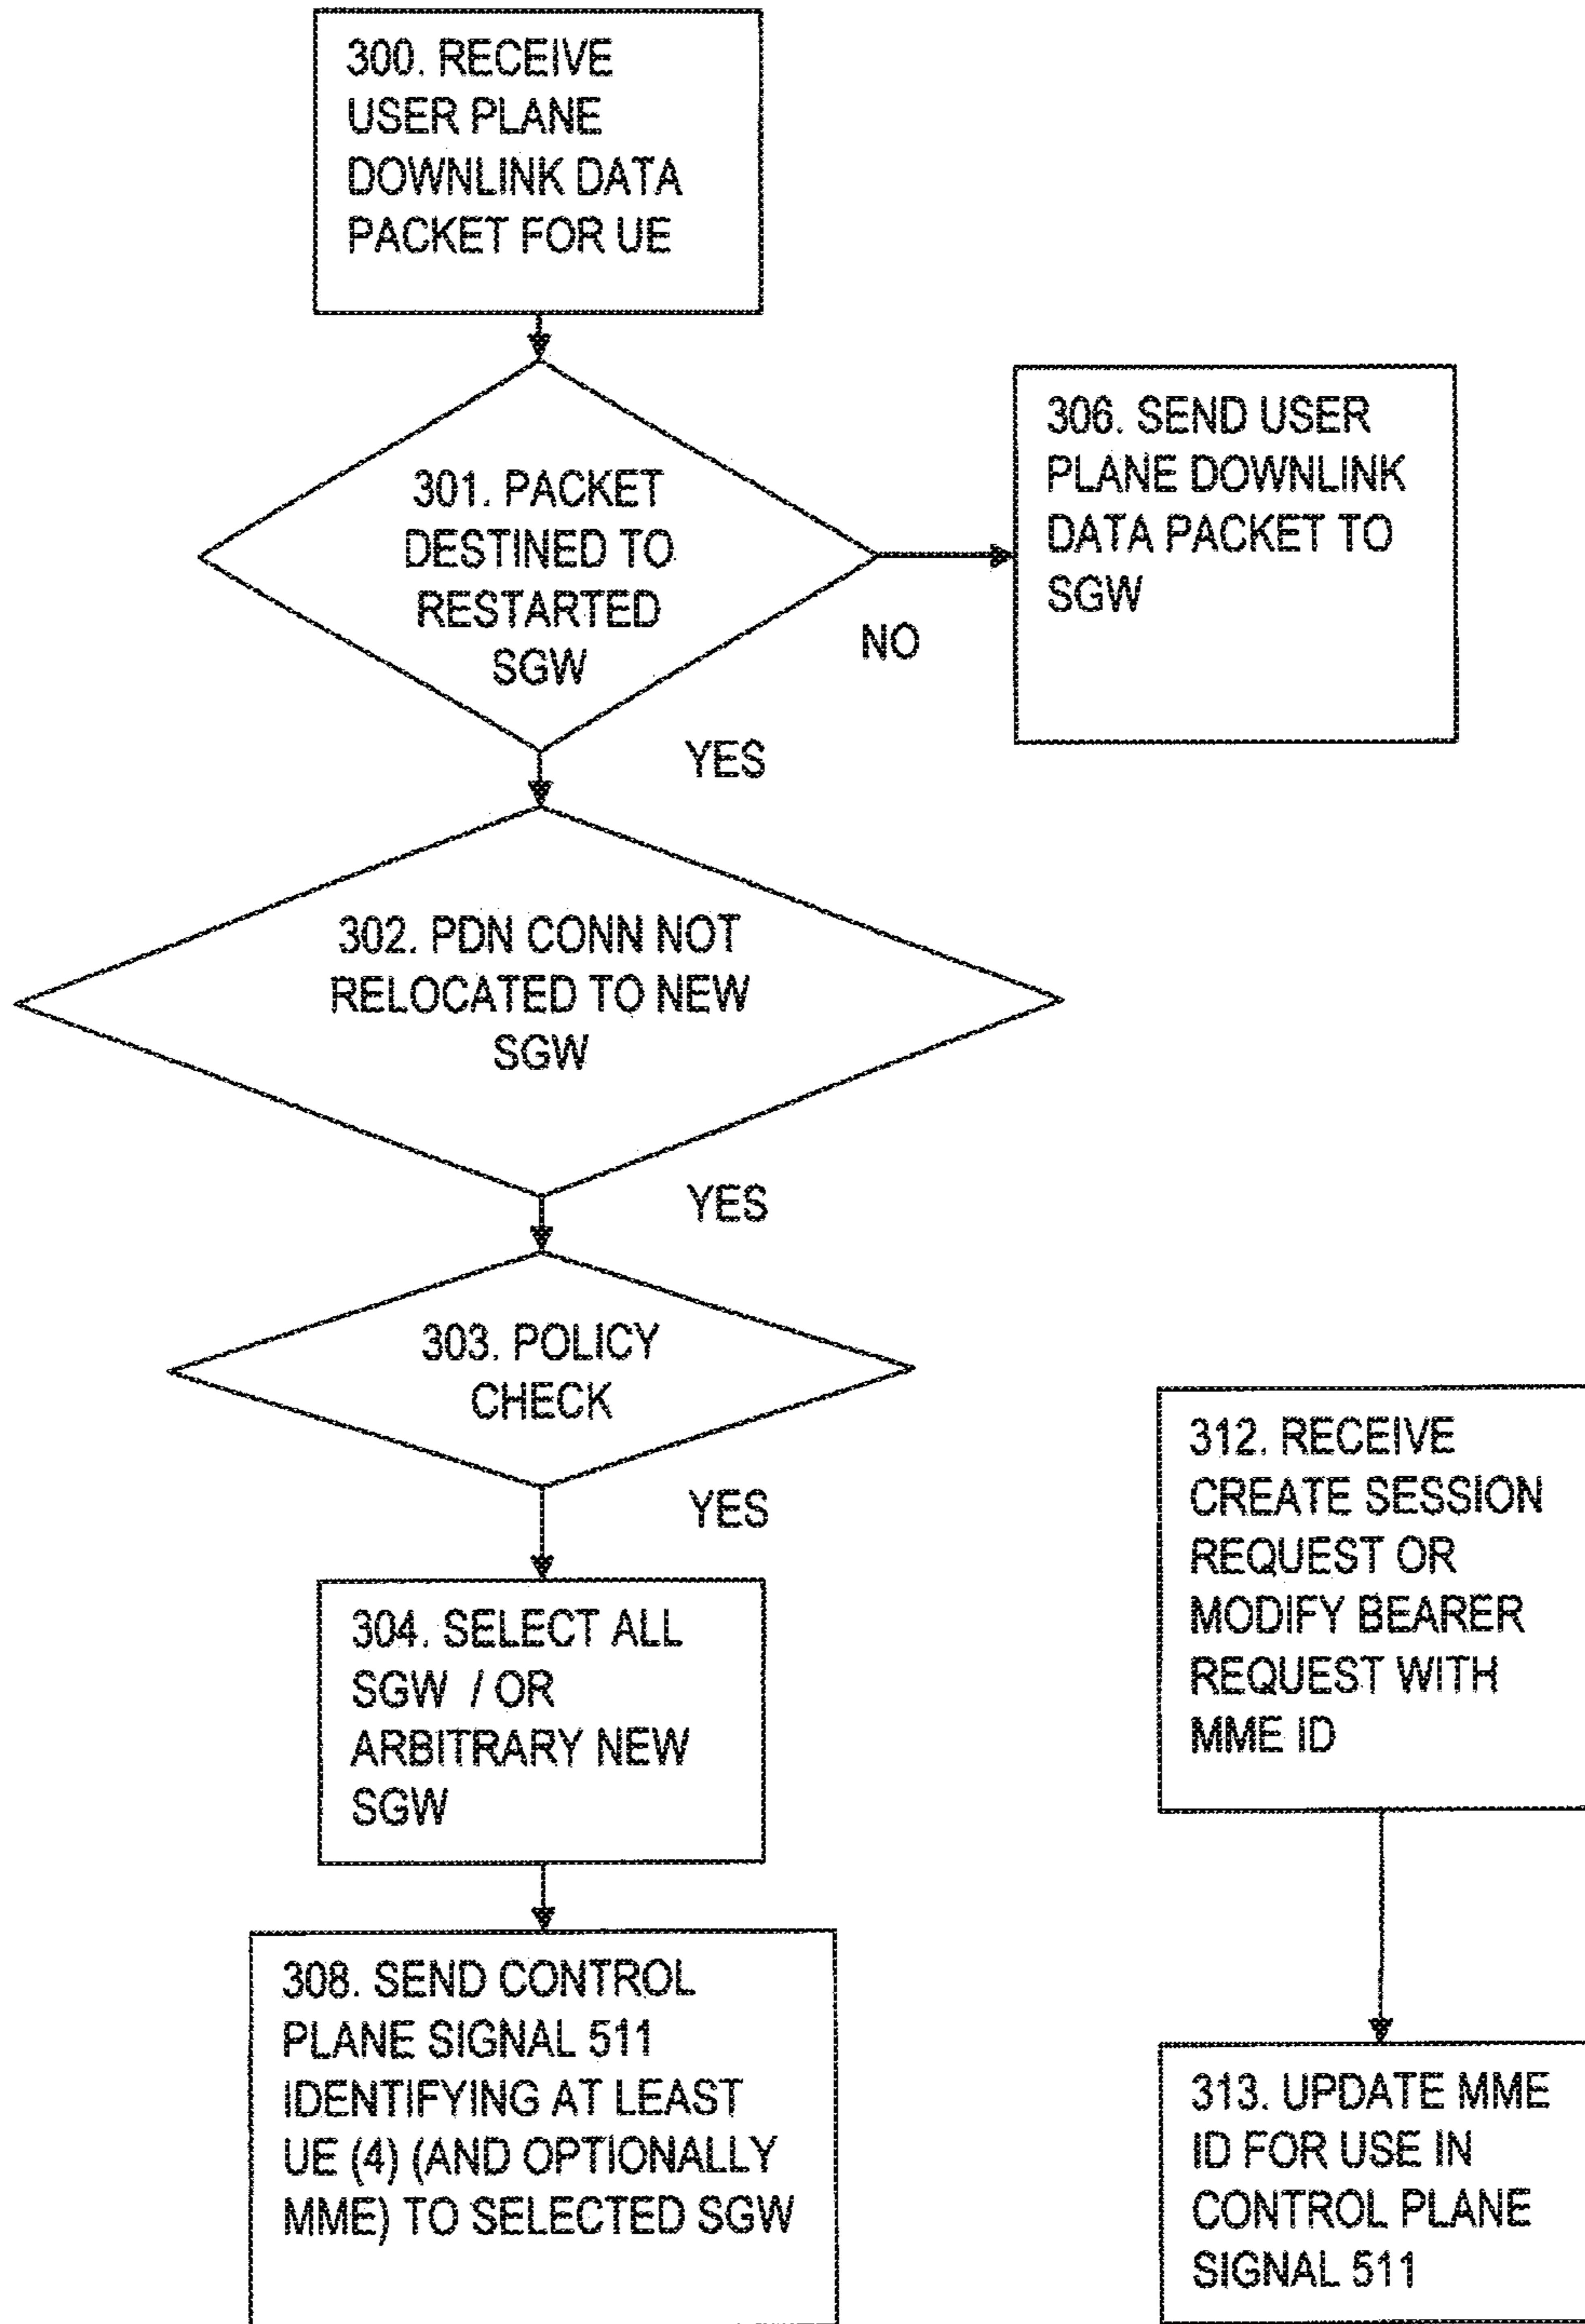 300. RECEIVE
USER PLANE
DOWNLINK DATA
PACKET FOR UE
301. PACKET
DESTINED TO
RESTARTED
SGW
NO
YES
306. SEND USER
PLANE DOWNLINK
DATA PACKET TO
SGW
302. PDN CONN NOT
RELOCATED TO NEW
SGW
YES
303. POLICY
CHECK
YES
304. SELECT ALL
SGW / OR
ARBITRARY NEW
SGW
308. SEND CONTROL
PLANE SIGNAL 511
IDENTIFYING AT LEAST
UE (4) (AND OPTIONALLY
MME) TO SELECTED SGW
312. RECEIVE
CREATE SESSION
REQUEST OR
MODIFY BEARER
REQUEST WITH
MME ID
313. UPDATE MME
ID FOR USE IN
CONTROL PLANE
SIGNAL 511